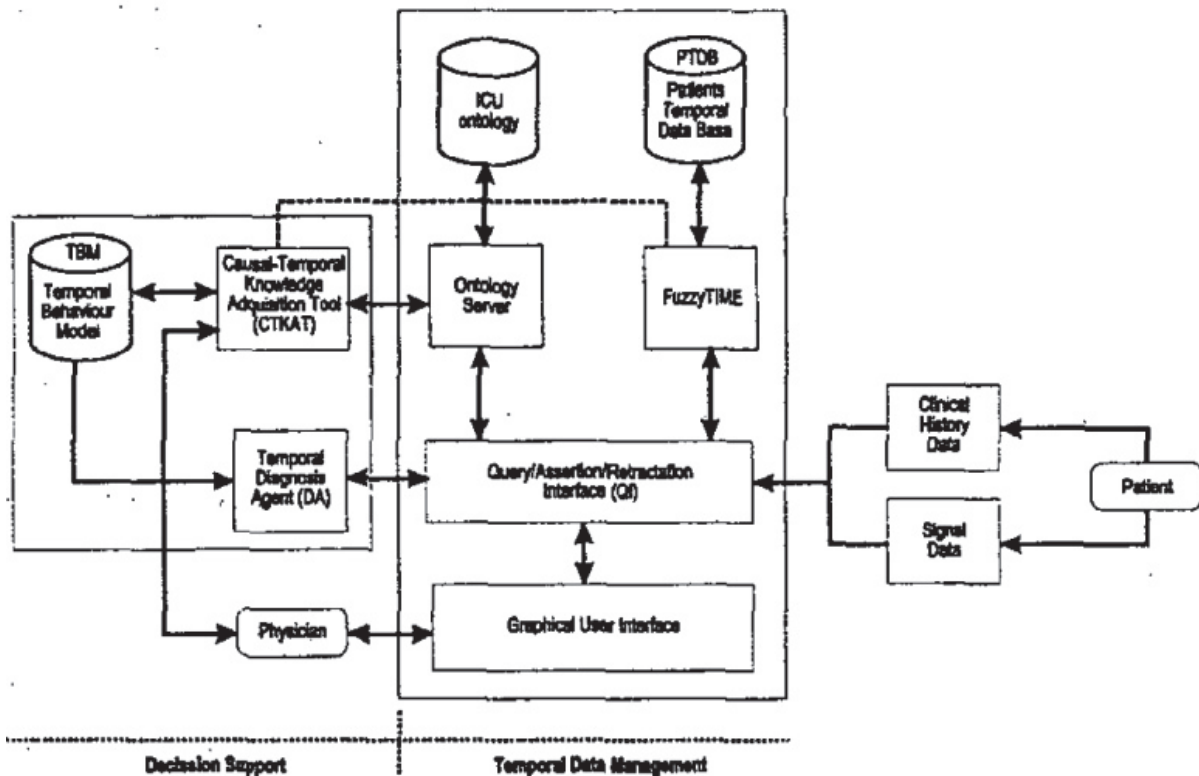 ICU
ontology
PTDB
Patients
Temporal
Data Base
TBM
Temporal
Behaviour
Model
Causal-Temporal
Knowledge
Adquisition Tool
(CTKAT)
Ontology
Server
FuzzyTIME
Clinical
History
Data
Temporal
Diagnosis
Agent (DA)
Query/Assertion/Retractation
Interface (QI)
Patient
Signal
Data
Physician
Graphical User Interface
Decission Support
Temporal Data Management